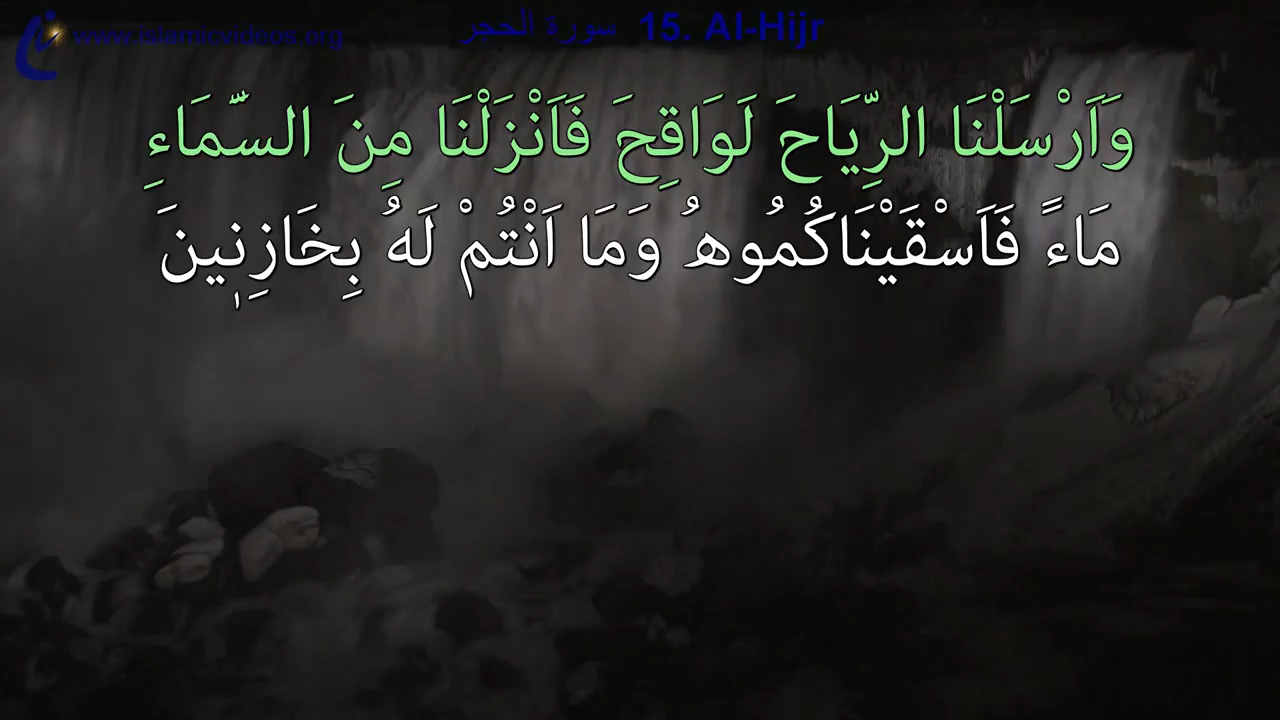 www.islamicvideos.org
سورة الحجر 15. Al-Hijr
وَاَرْسَلْنَا الرِّيَاحَ لَوَاقِحَ فَاَنْزَلْنَا مِنَ السَّمَاءِ
مَاءً فَاَسْقَيْنَاكُمُوهُ وَمَا اَنْتُمْ لَهُ بِخَازِنٖينَ